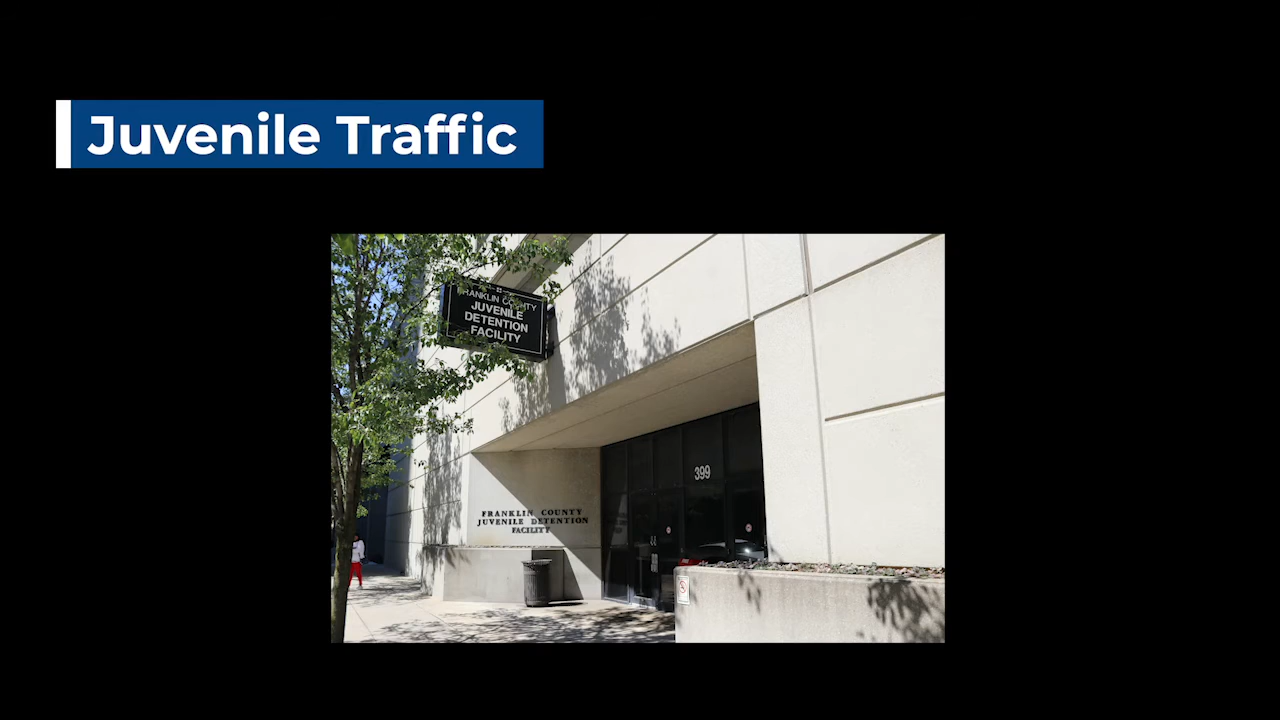 Juvenile Traffic
FRANKLIN COUNTY
JUVENILE
DETENTION
FACILITY
399
FRANKLIN COUNTY
JUVENILE DETENTION
FACILITY